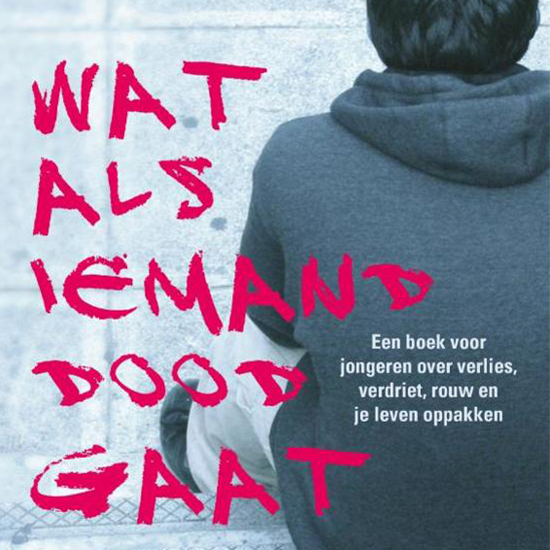 WAT
ALS
IEMAND
DOOD
GAAT
Een boek voor
jongeren over verlies,
verdriet, rouw en
je leven oppakken